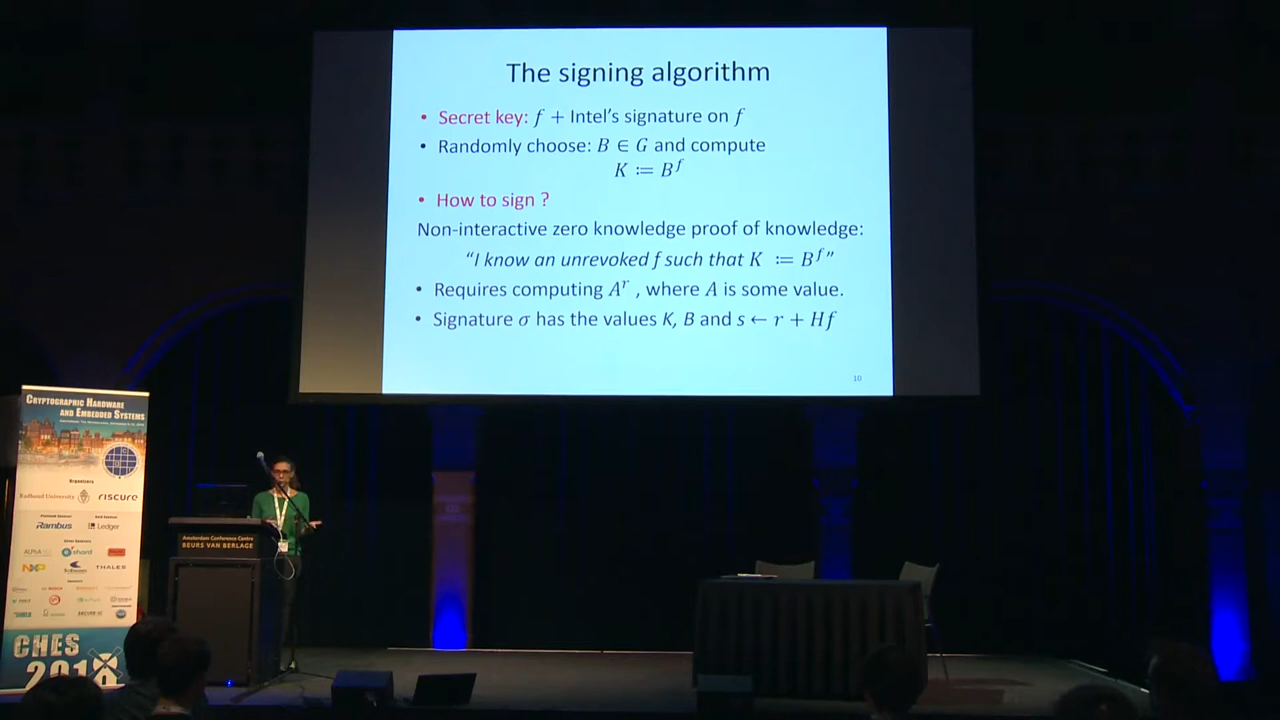 The signing algorithm
• Secret key: f + Intel's signature on f
• Randomly choose: B ∈ G and compute
K := B^f
• How to sign ?
Non-interactive zero knowledge proof of knowledge:
“I know an unrevoked f such that K := B^f”
• Requires computing A^r , where A is some value.
• Signature σ has the values K, B and s ← r + Hf
10
CRYPTOGRAPHIC HARDWARE
AND EMBEDDED SYSTEMS
Organizers
Radboud University
riscure
Rambus
Ledger
shard
NXP
THALES
CHES
2018
Amsterdam Conference Centre
BEURS VAN BERLAGE